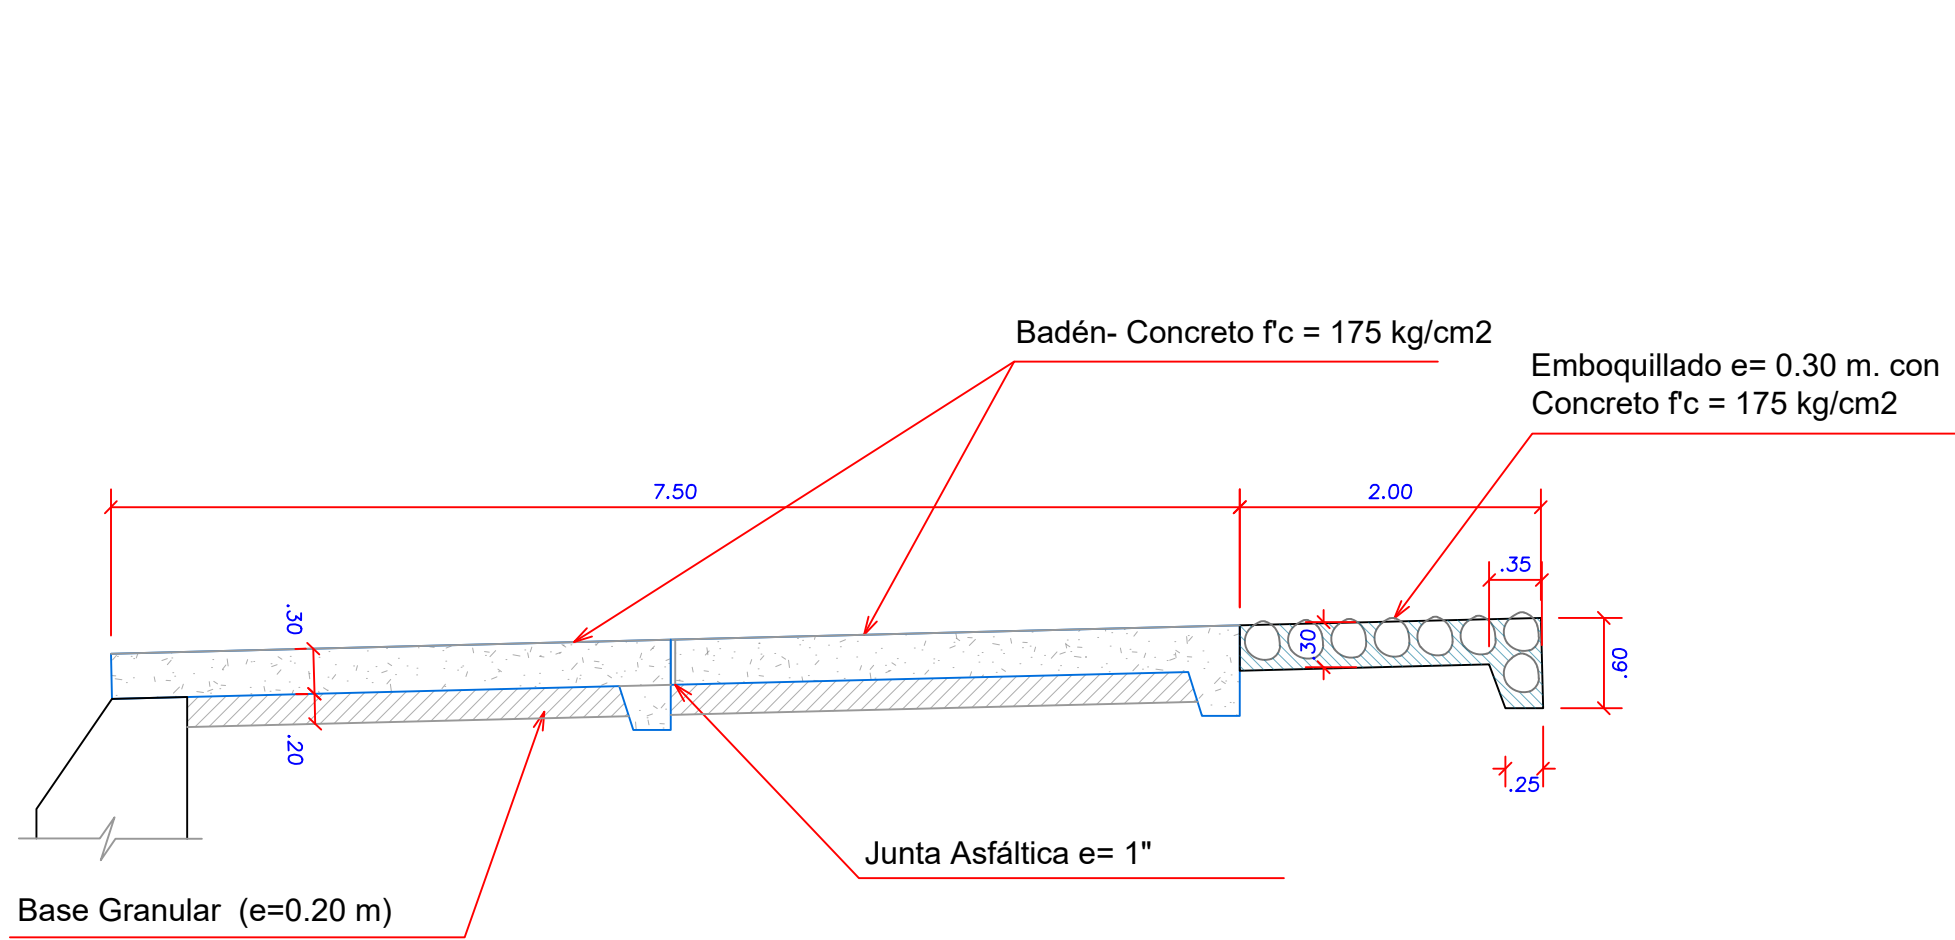 Badén- Concreto f'c = 175 kg/cm2
Emboquillado e= 0.30 m. con
Concreto f'c = 175 kg/cm2
7.50
2.00
.35
.30
.30
.60
.20
.25
Junta Asfáltica e= 1"
Base Granular  (e=0.20 m)